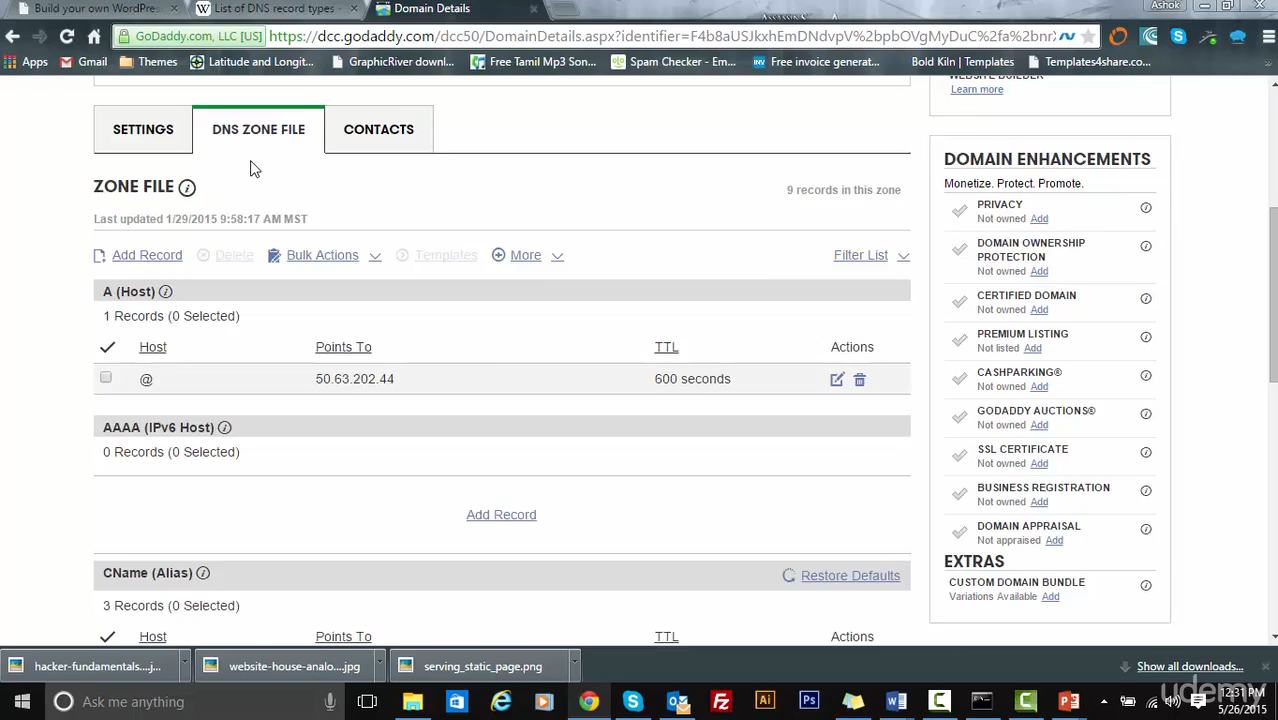 Build your own WordPres
List of DNS record types -
Domain Details
Ashok
GoDaddy.com, LLC [US]
https://dcc.godaddy.com/dcc50/DomainDetails.aspx?identifier=F4b8aUSJkxhEmDNdvpV%2bpbOVgMyDuC%2fa%2bnr
Apps
Gmail
Themes
Latitude and Longit...
GraphicRiver down...
Free Tamil Mp3 Son...
Spam Checker - Em...
INV
Free invoice generat...
Bold Kiln | Templates
Templates4share.co...
WEBSITE BUILDER
Learn more
SETTINGS
DNS ZONE FILE
CONTACTS
ZONE FILE
9 records in this zone
Last updated 1/29/2015 9:58:17 AM MST
Add Record
Delete
Bulk Actions
Templates
More
Filter List
A (Host)
1 Records (0 Selected)
Host
Points To
TTL
Actions
@
50.63.202.44
600 seconds
AAAA (IPv6 Host)
0 Records (0 Selected)
Add Record
CName (Alias)
Restore Defaults
3 Records (0 Selected)
Host
Points To
TTL
Actions
DOMAIN ENHANCEMENTS
Monetize. Protect. Promote.
PRIVACY
Not owned Add
DOMAIN OWNERSHIP
PROTECTION
Not owned Add
CERTIFIED DOMAIN
Not owned Add
PREMIUM LISTING
Not listed Add
CASHPARKING®
Not owned Add
GODADDY AUCTIONS®
Not owned Add
SSL CERTIFICATE
Not owned Add
BUSINESS REGISTRATION
Not owned Add
DOMAIN APPRAISAL
Not appraised Add
EXTRAS
CUSTOM DOMAIN BUNDLE
Variations Available Add
hacker-fundamentals....j...
website-house-analo....jpg
serving_static_page.png
Show all downloads...
Ask me anything
12:31 PM
5/26/2015
udemy